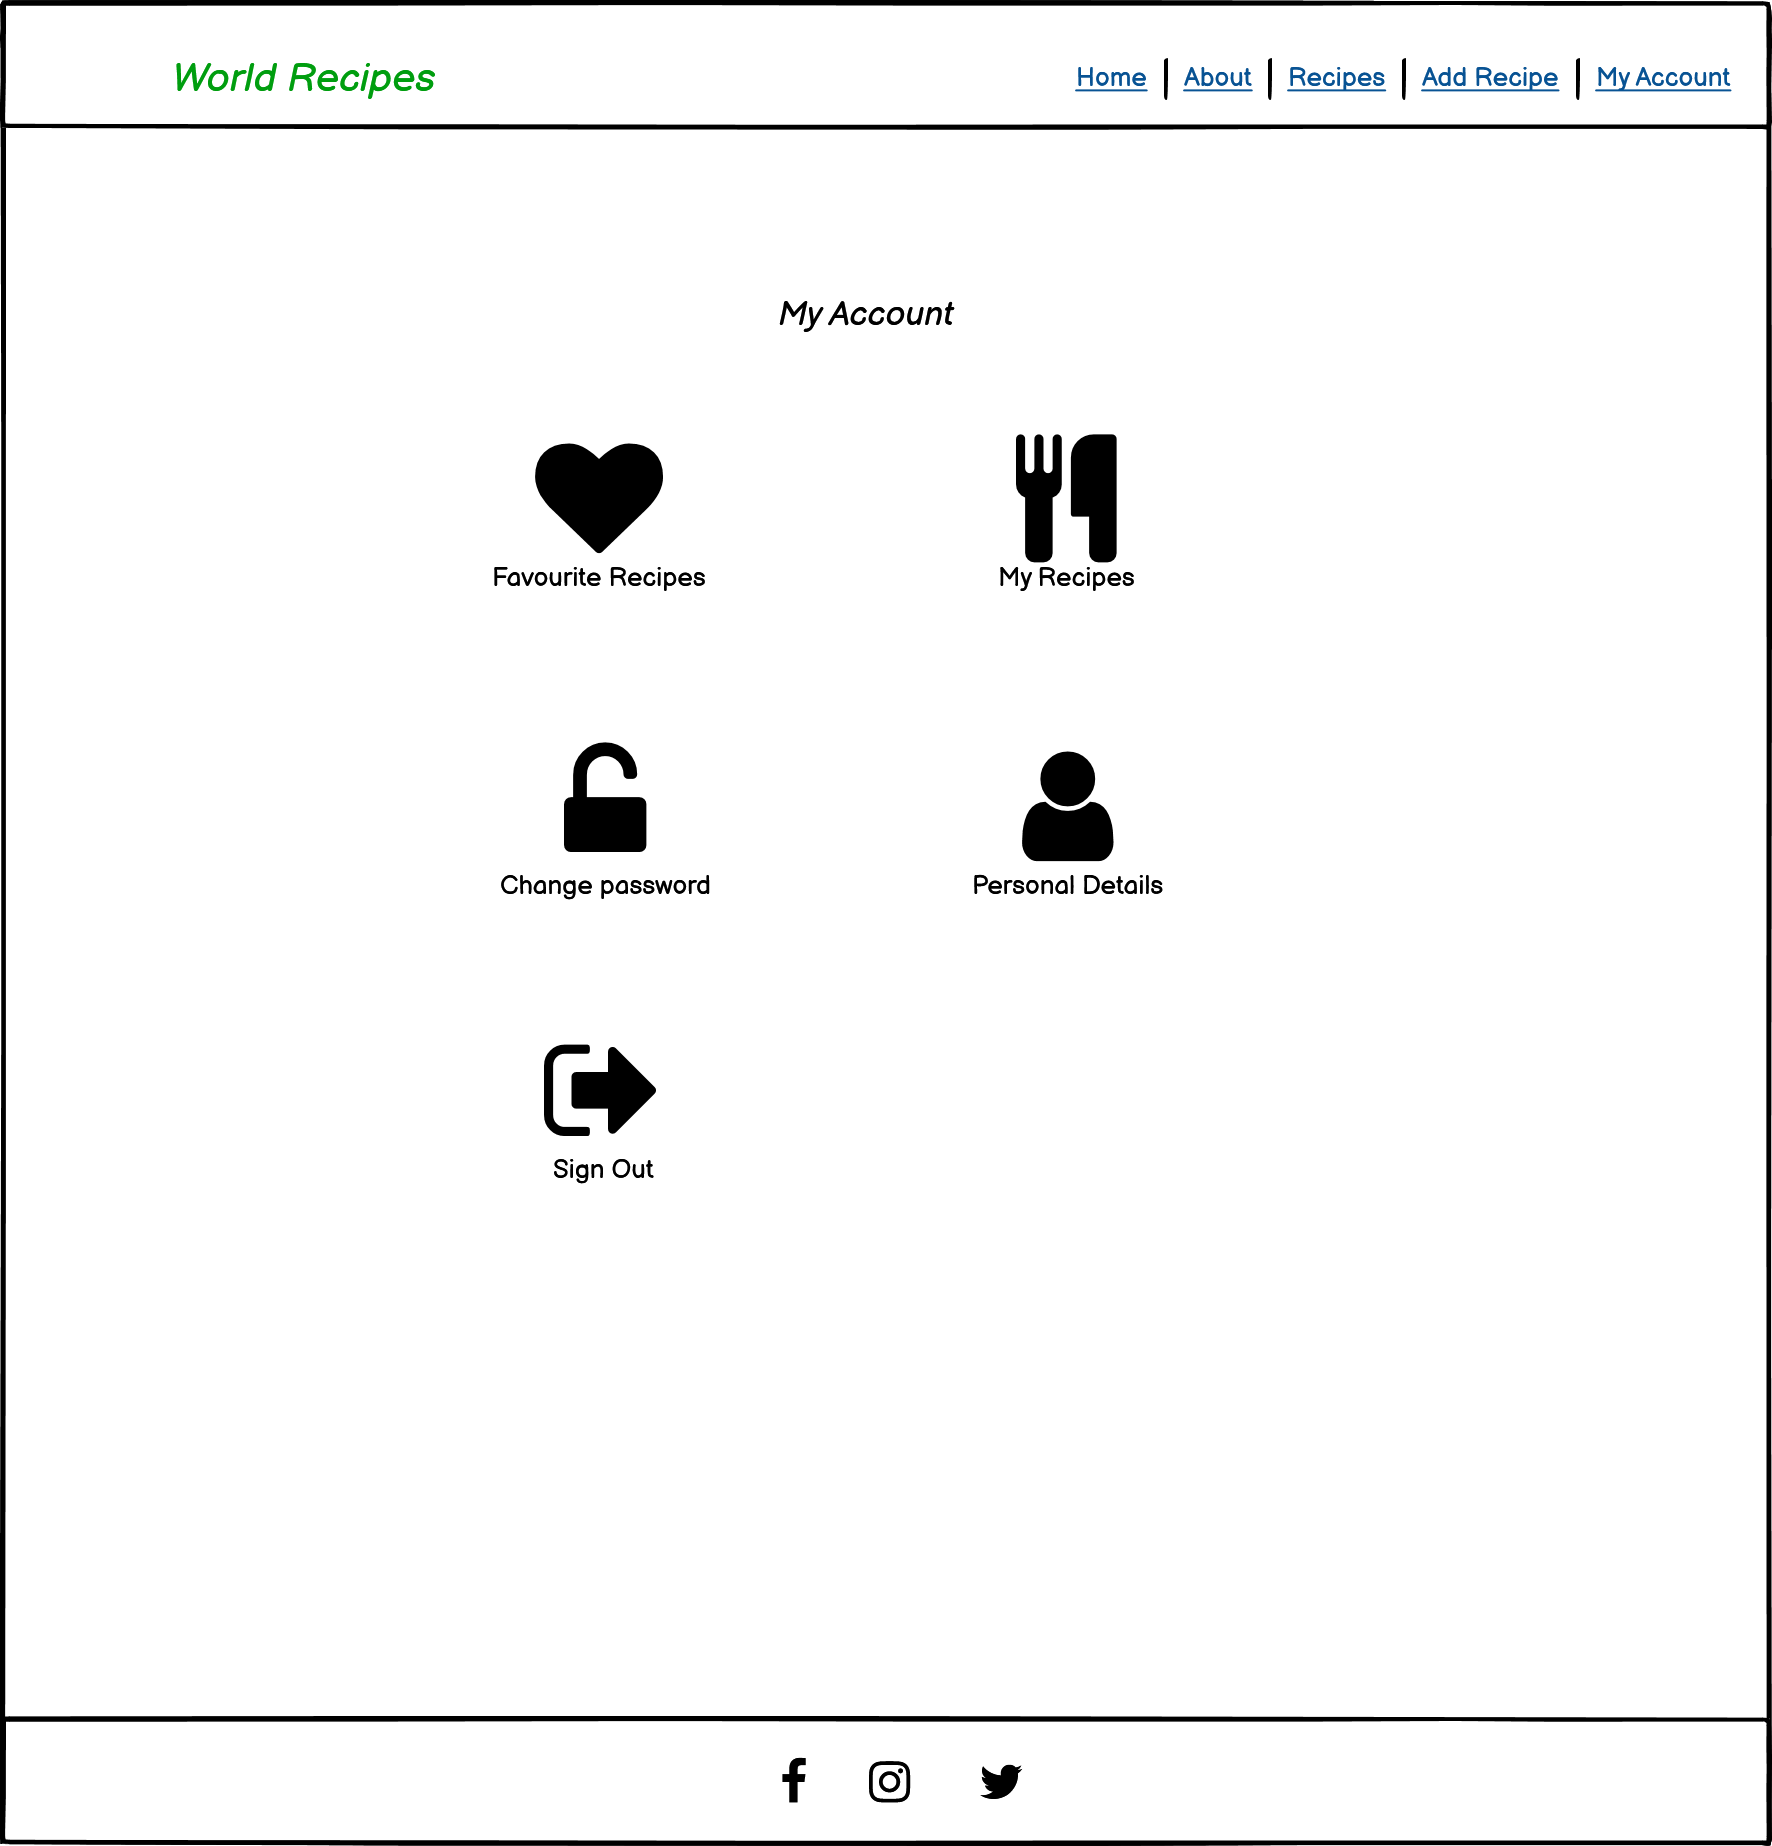 World Recipes
Home | About | Recipes | Add Recipe | My Account
My Account
Favourite Recipes
My Recipes
Change password
Personal Details
Sign Out